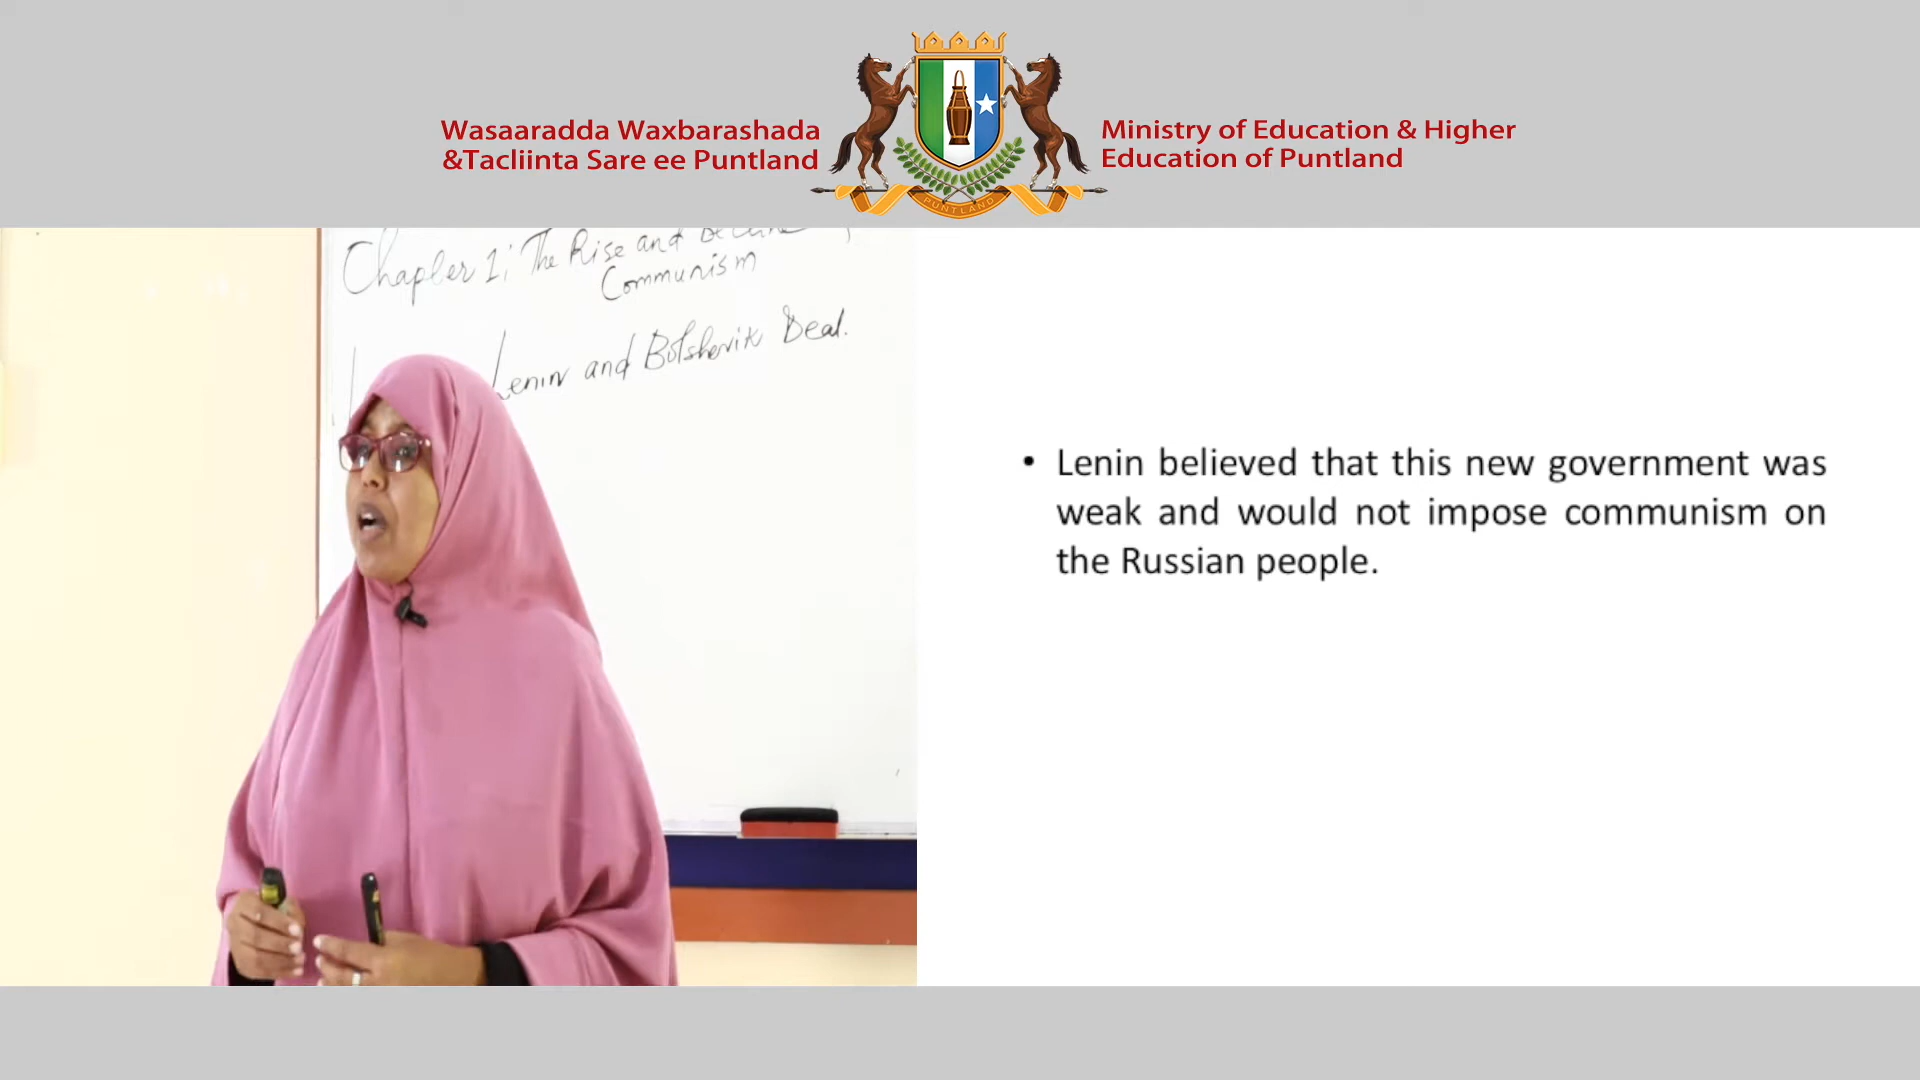 Wasaaradda Waxbarashada
&Tacliinta Sare ee Puntland
PUNTLAND
Ministry of Education & Higher
Education of Puntland
Chapter 1; The Rise and Decline
Communism
Lenin and Bolshevik Deal.
• Lenin believed that this new government was
weak and would not impose communism on
the Russian people.